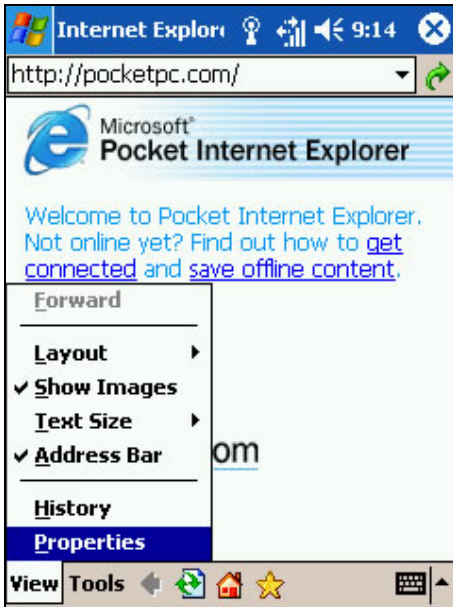 Internet Explor
9:14
http://pocketpc.com/
Microsoft®
Pocket Internet Explorer
Welcome to Pocket Internet Explorer.
Not online yet? Find out how to get
connected and save offline content.
Forward
Layout
Show Images
Text Size
Address Bar
om
History
Properties
View Tools